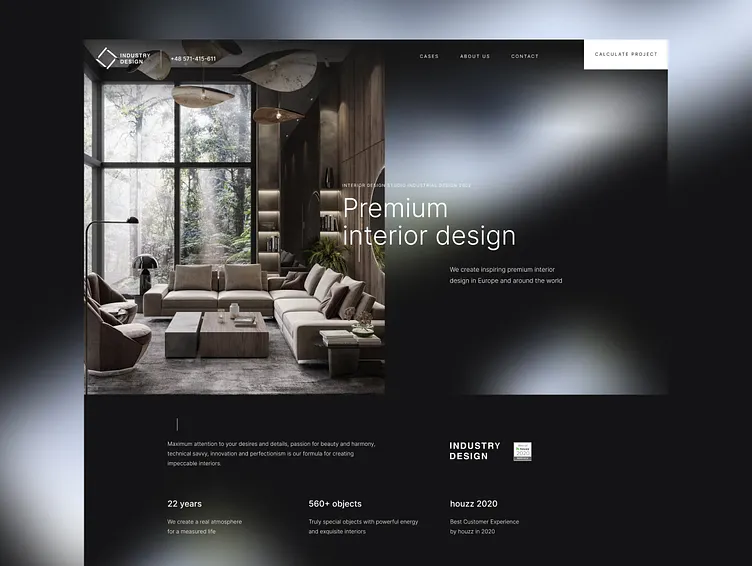 INDUSTRY
DESIGN
+48 571-415-611
CASES
ABOUT US
CONTACT
CALCULATE PROJECT
INTERIOR DESIGN STUDIO INDUSTRIAL DESIGN
Premium
interior design
We create inspiring premium interior
design in Europe and around the world
Maximum attention to your desires and details, passion for beauty and harmony,
technical savvy, innovation and perfectionism is our formula for creating
impeccable interiors.
INDUSTRY
DESIGN
2020
22 years
We create a real atmosphere
for a measured life
560+ objects
Truly special objects with powerful energy
and exquisite interiors
houzz 2020
Best Customer Experience
by houzz in 2020